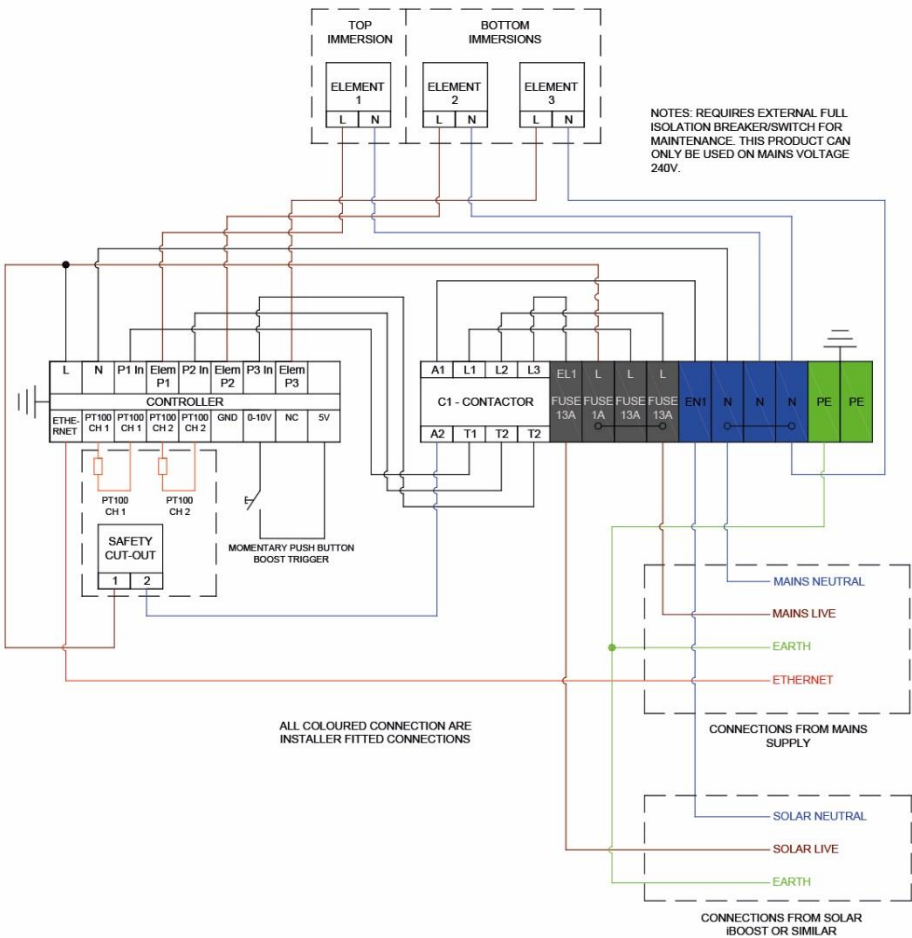 TOP
IMMERSION
BOTTOM
IMMERSIONS
ELEMENT
1
L N
ELEMENT
2
L N
ELEMENT
3
L N
NOTES: REQUIRES EXTERNAL FULL
ISOLATION BREAKER/SWITCH FOR
MAINTENANCE. THIS PRODUCT CAN
ONLY BE USED ON MAINS VOLTAGE
240V.
L N P1 In Elem P1 P2 In Elem P2 P3 In Elem P3
CONTROLLER
ETHE-RNET PT100 CH 1 PT100 CH 1 PT100 CH 2 PT100 CH 2 GND 0-10V NC 5V
A1 L1 L2 L3
C1 - CONTACTOR
A2 T1 T2 T2
EL1 L L L
FUSE 13A FUSE 1A FUSE 13A FUSE 13A
EN1 N N N
PE PE
PT100
CH 1
PT100
CH 2
SAFETY
CUT-OUT
1 2
MOMENTARY PUSH BUTTON
BOOST TRIGGER
MAINS NEUTRAL
MAINS LIVE
EARTH
ETHERNET
CONNECTIONS FROM MAINS
SUPPLY
ALL COLOURED CONNECTION ARE
INSTALLER FITTED CONNECTIONS
SOLAR NEUTRAL
SOLAR LIVE
EARTH
CONNECTIONS FROM SOLAR
iBOOST OR SIMILAR